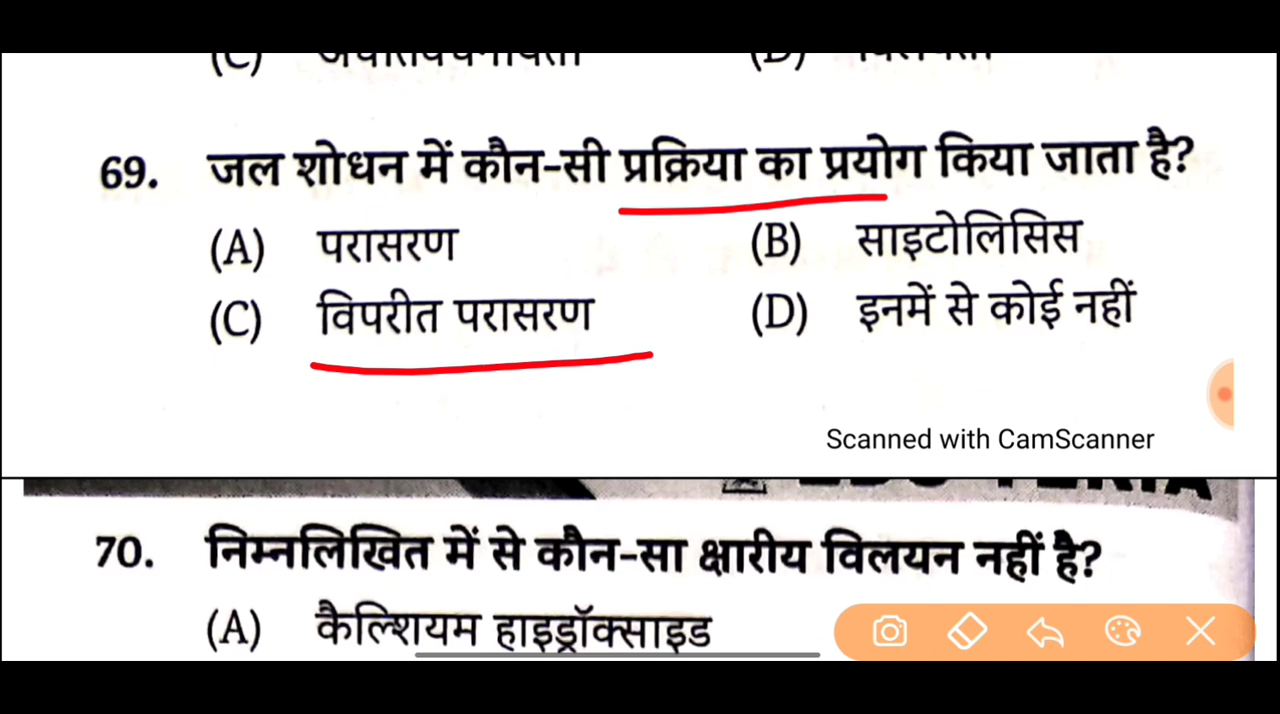 (C)
(D)
69. जल शोधन में कौन-सी प्रक्रिया का प्रयोग किया जाता है?
(A) परासरण (B) साइटोलिसिस
(C) विपरीत परासरण (D) इनमें से कोई नहीं
Scanned with CamScanner
70. निम्नलिखित में से कौन-सा क्षारीय विलयन नहीं है?
(A) कैल्शियम हाइड्रॉक्साइड